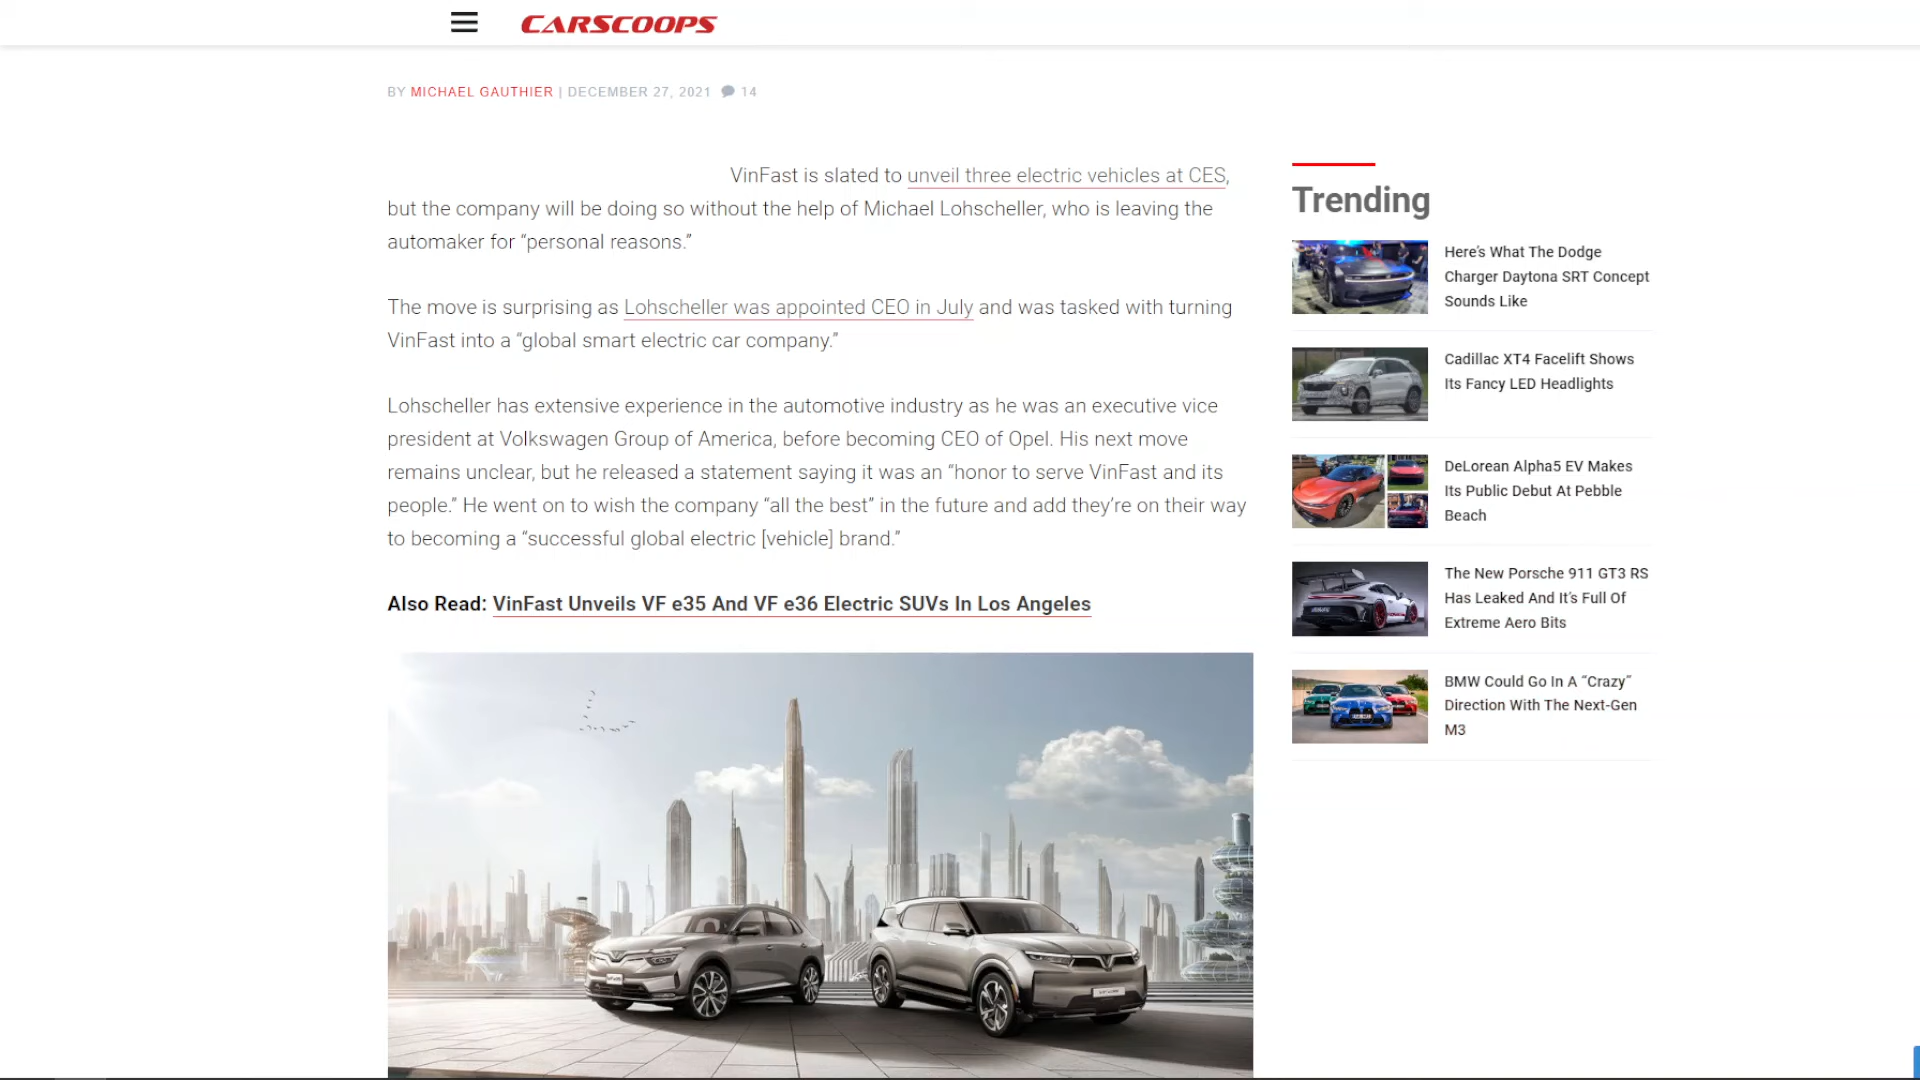 CARSCOOPS
BY MICHAEL GAUTHIER | DECEMBER 27, 2021 14
VinFast is slated to unveil three electric vehicles at CES,
but the company will be doing so without the help of Michael Lohscheller, who is leaving the
automaker for “personal reasons.”
The move is surprising as Lohscheller was appointed CEO in July and was tasked with turning
VinFast into a “global smart electric car company.”
Lohscheller has extensive experience in the automotive industry as he was an executive vice
president at Volkswagen Group of America, before becoming CEO of Opel. His next move
remains unclear, but he released a statement saying it was an “honor to serve VinFast and its
people.” He went on to wish the company “all the best” in the future and add they’re on their way
to becoming a “successful global electric [vehicle] brand.”
Also Read: VinFast Unveils VF e35 And VF e36 Electric SUVs In Los Angeles
Trending
Here’s What The Dodge
Charger Daytona SRT Concept
Sounds Like
Cadillac XT4 Facelift Shows
Its Fancy LED Headlights
DeLorean Alpha5 EV Makes
Its Public Debut At Pebble
Beach
The New Porsche 911 GT3 RS
Has Leaked And It’s Full Of
Extreme Aero Bits
BMW Could Go In A “Crazy”
Direction With The Next-Gen
M3